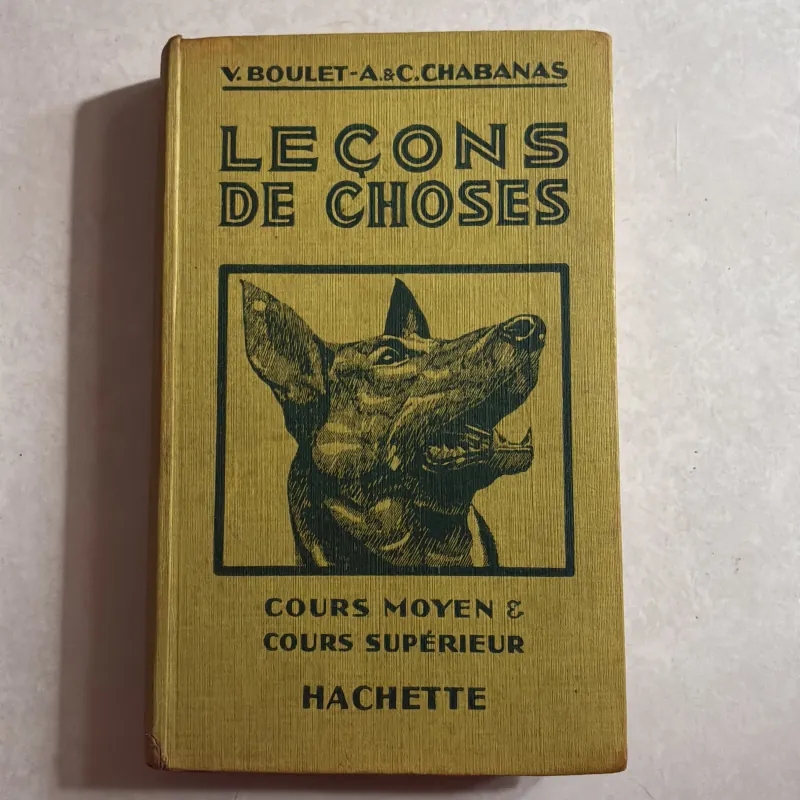 V. BOULET - A. & C. CHABANAS
LEÇONS
DE CHOSES
COURS MOYEN &
COURS SUPÉRIEUR
HACHETTE